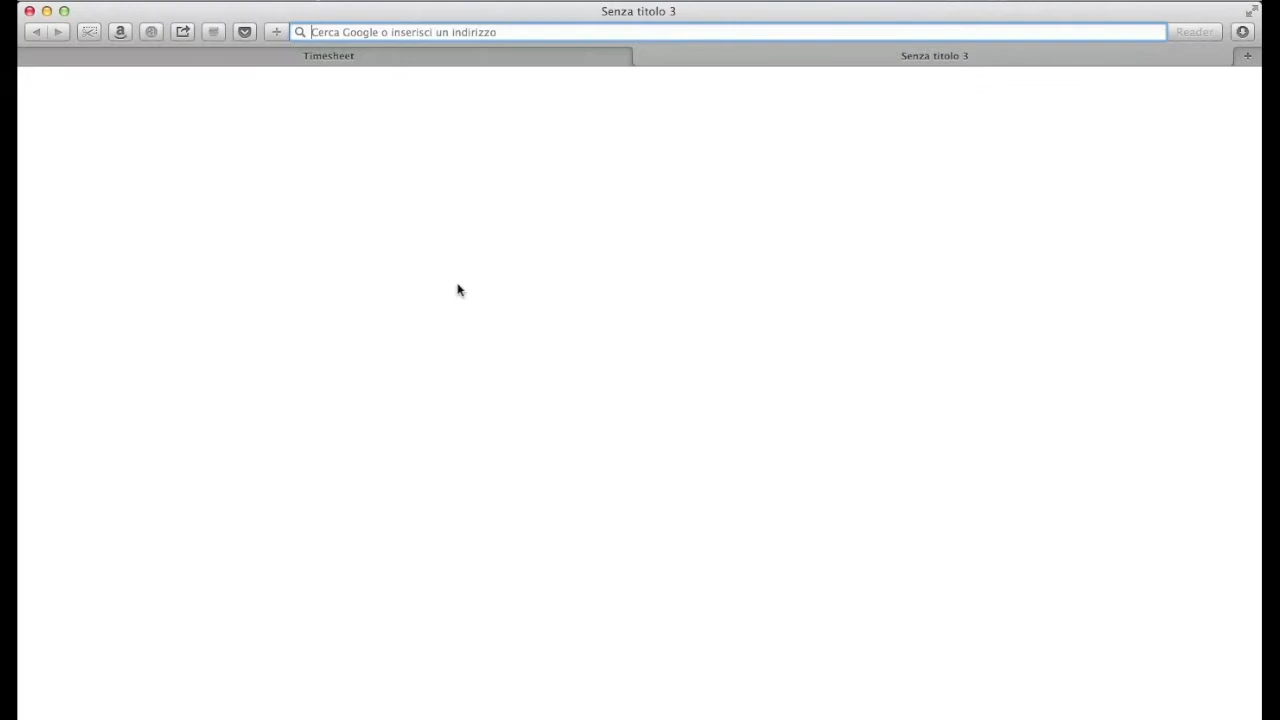 Senza titolo 3
Cerca Google o inserisci un indirizzo
Reader
Timesheet
Senza titolo 3